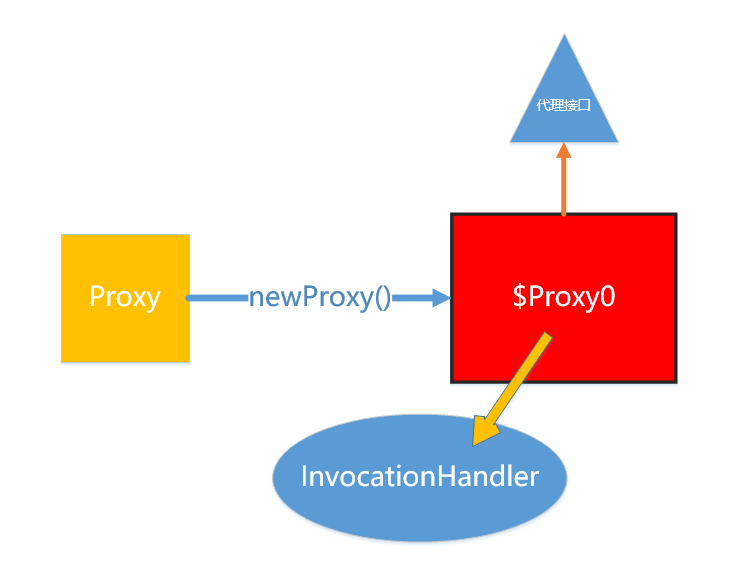 代理接口
Proxy
newProxy()
$Proxy0
InvocationHandler